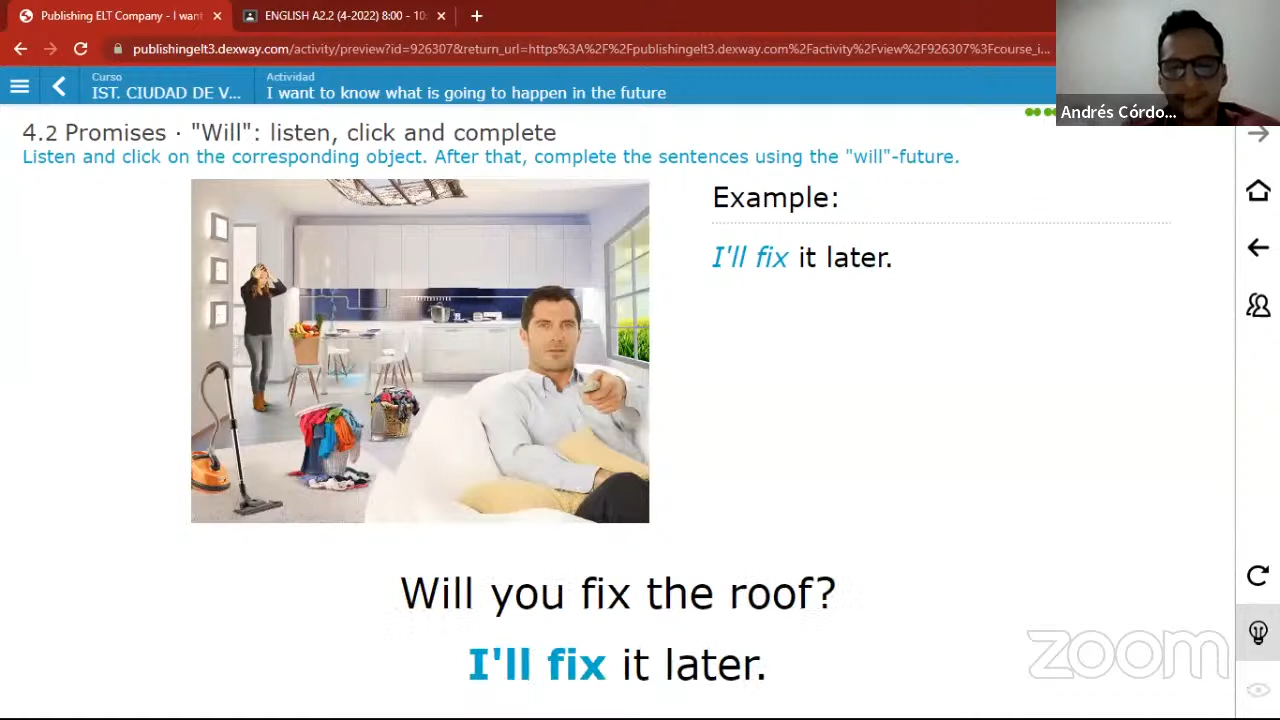 Publishing ELT Company - I want
ENGLISH A2.2 (4-2022) 8:00 - 10:
publishingelt3.dexway.com/activity/preview?id=926307&return_url=https%3A%2F%2Fpublishingelt3.dexway.com%2Factivity%2Fview%2F926307%3Fcourse_i...
Curso
IST. CIUDAD DE V...
Actividad
I want to know what is going to happen in the future
Andrés Córdo...
4.2 Promises · "Will": listen, click and complete
Listen and click on the corresponding object. After that, complete the sentences using the "will"-future.
Example:
I'll fix it later.
Will you fix the roof?
I'll fix it later.
zoom